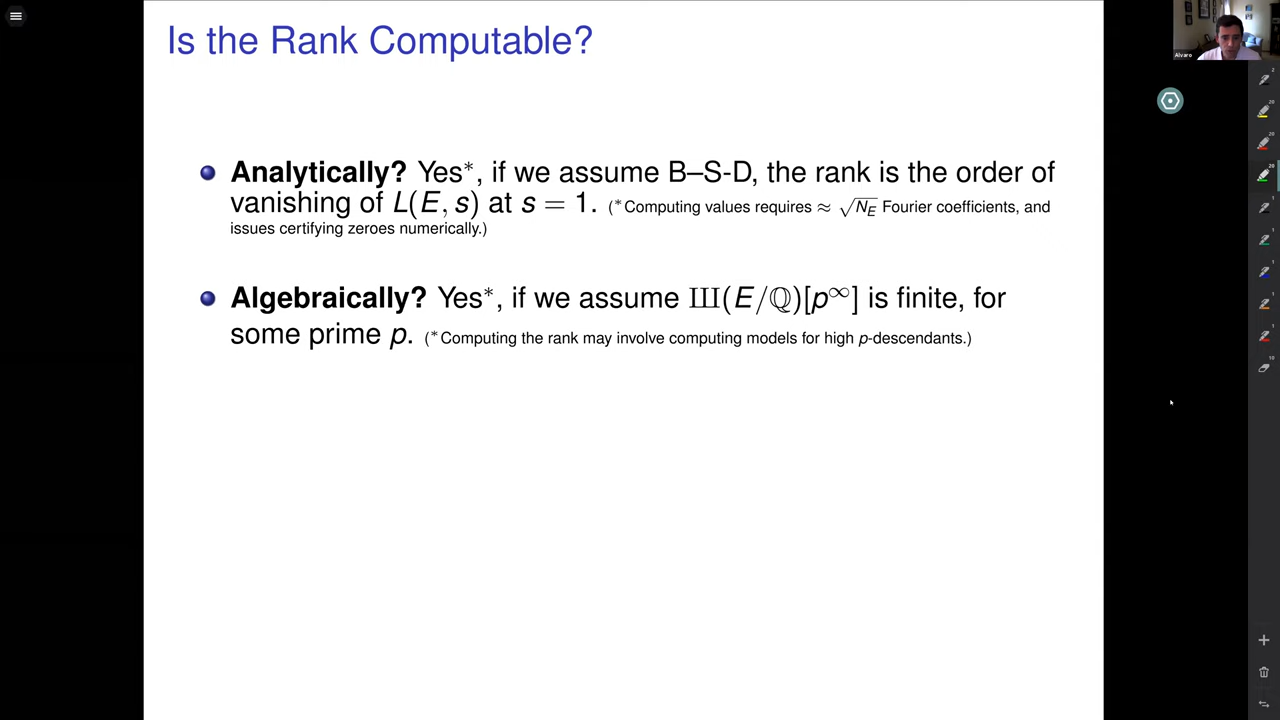 Is the Rank Computable?
Alvaro
Analytically? Yes*, if we assume B–S-D, the rank is the order of
vanishing of L(E, s) at s = 1. (*Computing values requires ≈ √N_E Fourier coefficients, and
issues certifying zeroes numerically.)
Algebraically? Yes*, if we assume Ш(E/ℚ)[p^∞] is finite, for
some prime p. (*Computing the rank may involve computing models for high p-descendants.)